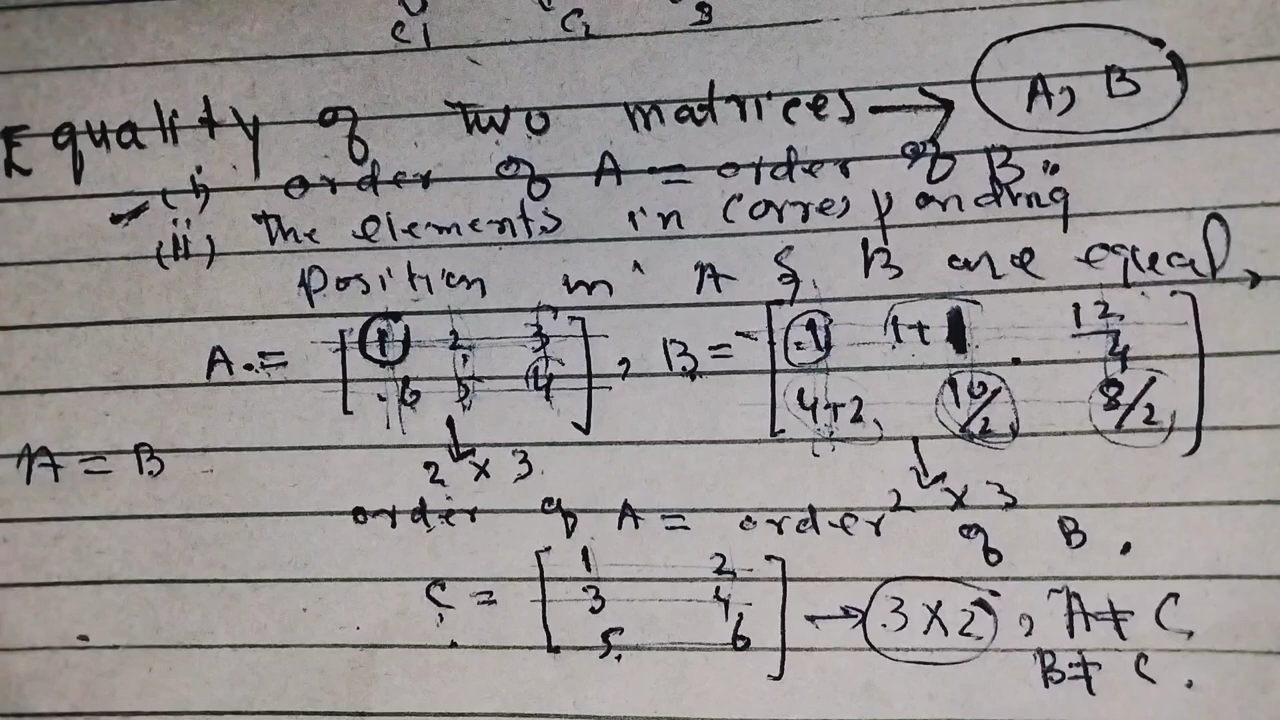 C1 C2 3
Equality of two matrices → A, B
(i) order of A = order of B.
(ii) the elements in corresponding
position in A & B are equal,
A = [ 1 2 3 ; 6 5 4 ] , B = [ 1 1+1 12/4 ; 4+2, 10/2 8/2 ]
A = B 2 × 3 2 × 3
order of A = order of B.
C = [ 1 2 ; 3 4 ; 5 6 ] → 3×2 , A ≠ C
B ≠ C.